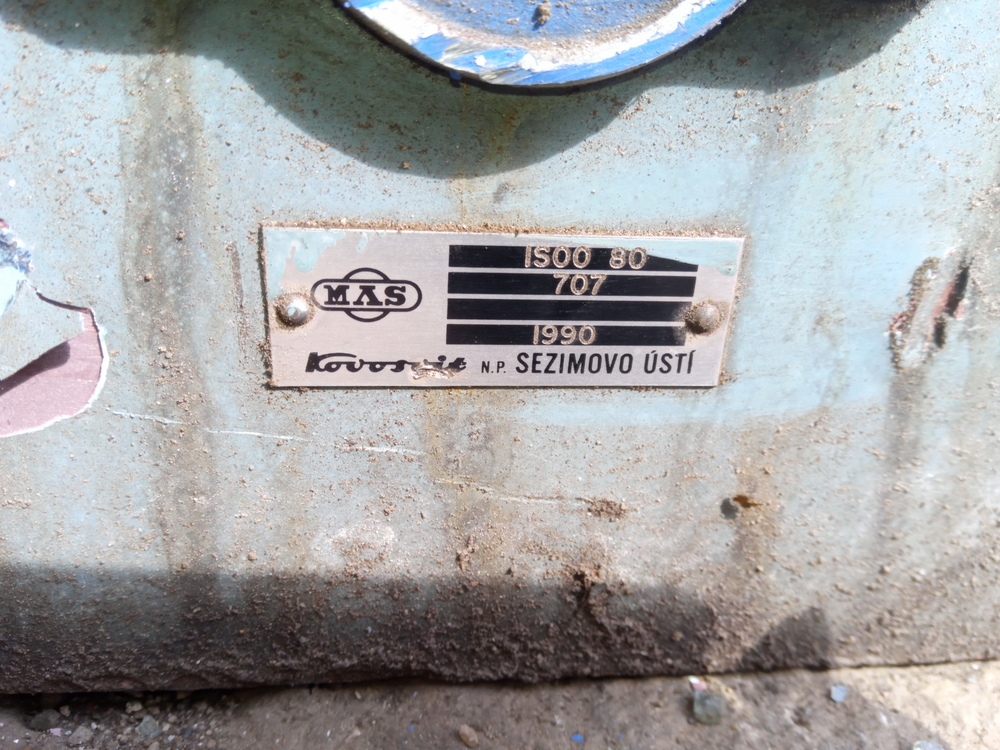 ISOO 80
707
MAS
1990
Kovosvit N.P. SEZIMOVO ÚSTÍ